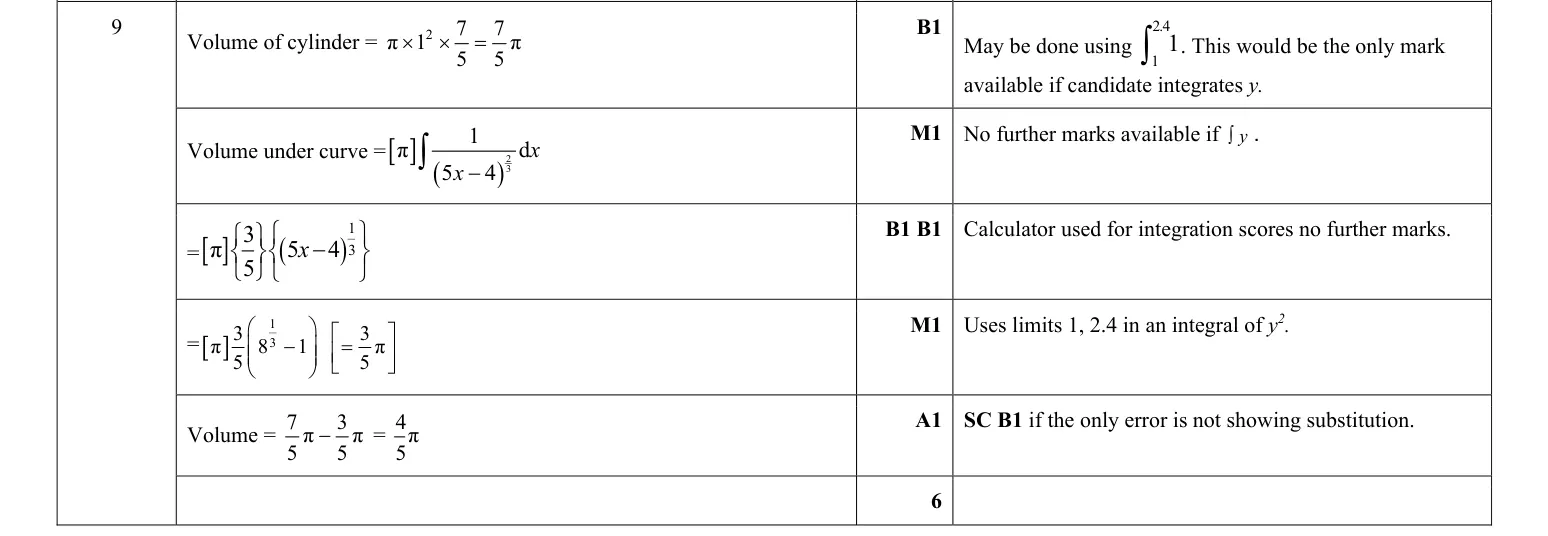 9
Volume of cylinder = π × 1² × 7/5 = 7/5 π
B1
May be done using ∫₁^2.4 1. This would be the only mark
available if candidate integrates y.
Volume under curve = [π] ∫ 1/(5x − 4)^(2/3) dx
M1
No further marks available if ∫ y .
= [π] {3/5} {(5x − 4)^(1/3)}
B1 B1
Calculator used for integration scores no further marks.
= [π] 3/5 (8^(1/3) − 1) [= 3/5 π]
M1
Uses limits 1, 2.4 in an integral of y².
Volume = 7/5 π − 3/5 π = 4/5 π
A1
SC B1 if the only error is not showing substitution.
6